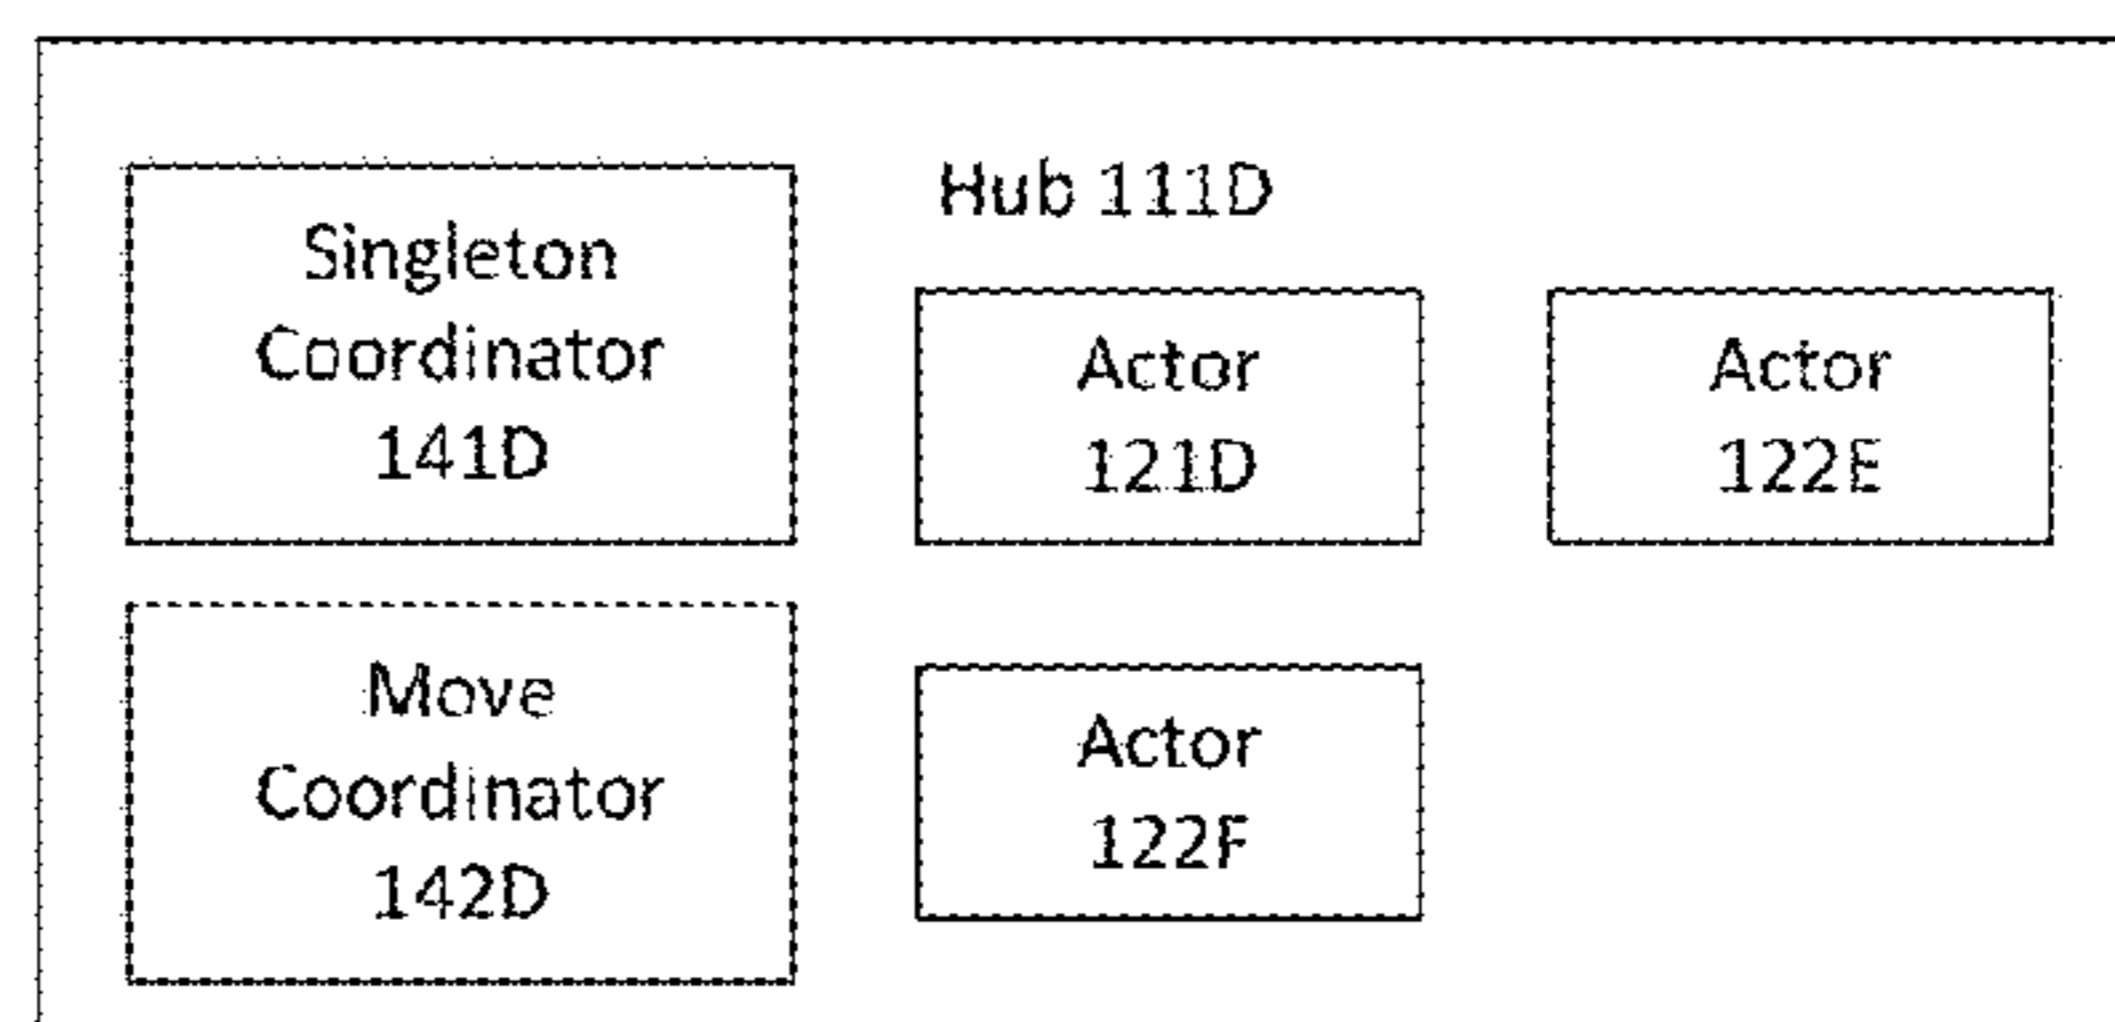 Singleton
Coordinator
141D
Hub 111D
Actor
121D
Actor
122E
Move
Coordinator
142D
Actor
122F